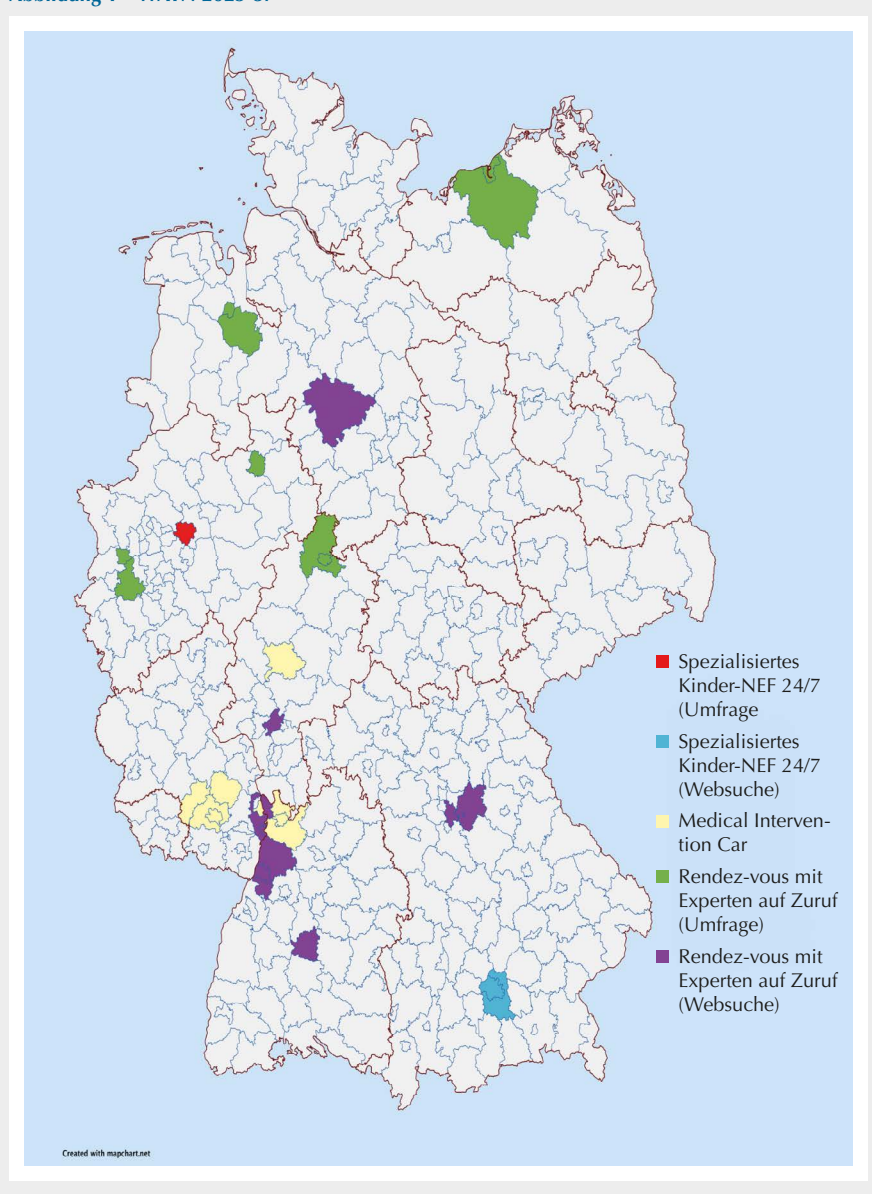 Spezialisiertes
Kinder-NEF 24/7
(Umfrage
Spezialisiertes
Kinder-NEF 24/7
(Websuche)
Medical Interven-
tion Car
Rendez-vous mit
Experten auf Zuruf
(Umfrage)
Rendez-vous mit
Experten auf Zuruf
(Websuche)
Created with mapchart.net